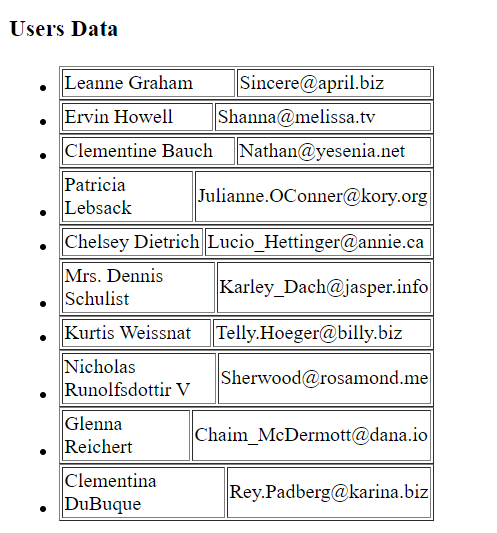 Users Data
Leanne Graham Sincere@april.biz
Ervin Howell Shanna@melissa.tv
Clementine Bauch Nathan@yesenia.net
Patricia
Lebsack
Julianne.OConner@kory.org
Chelsey Dietrich Lucio_Hettinger@annie.ca
Mrs. Dennis
Schulist
Karley_Dach@jasper.info
Kurtis Weissnat Telly.Hoeger@billy.biz
Nicholas
Runolfsdottir V
Sherwood@rosamond.me
Glenna
Reichert
Chaim_McDermott@dana.io
Clementina
DuBuque
Rey.Padberg@karina.biz